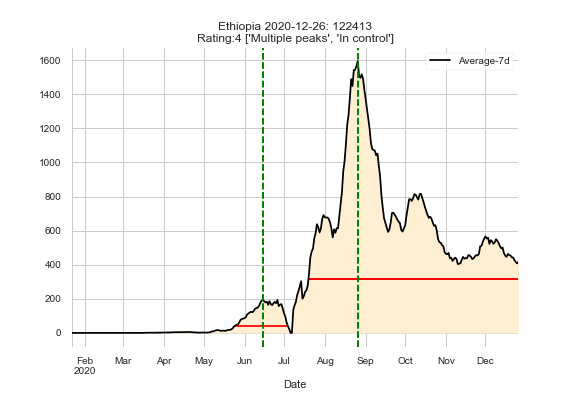 Ethiopia 2020-12-26: 122413
Rating:4 ['Multiple peaks', 'In control']
Average-7d
1600
1400
1200
1000
800
600
400
200
0
Feb Mar Apr May Jun Jul Aug Sep Oct Nov Dec
2020
Date